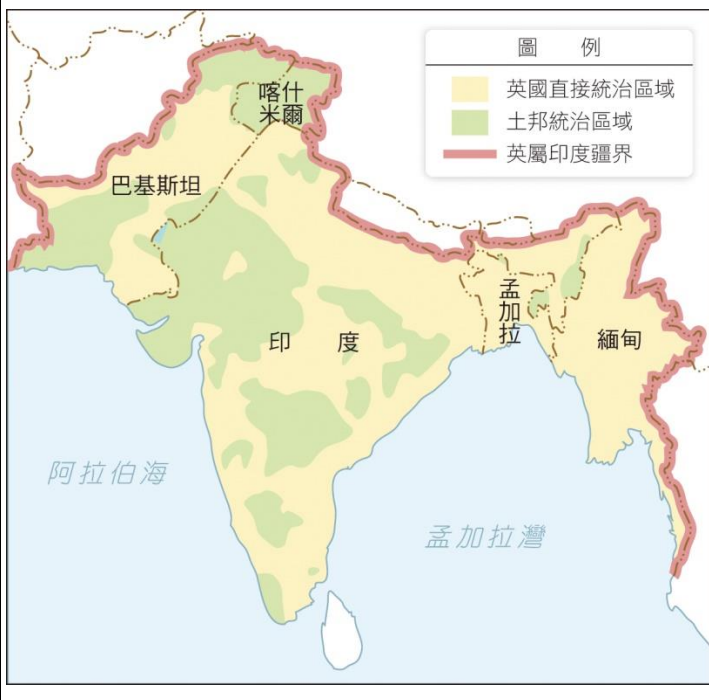 圖 例
英國直接統治區域
土邦統治區域
英屬印度疆界
喀什
米爾
巴基斯坦
印 度
孟加拉
緬甸
阿拉伯海
孟加拉灣